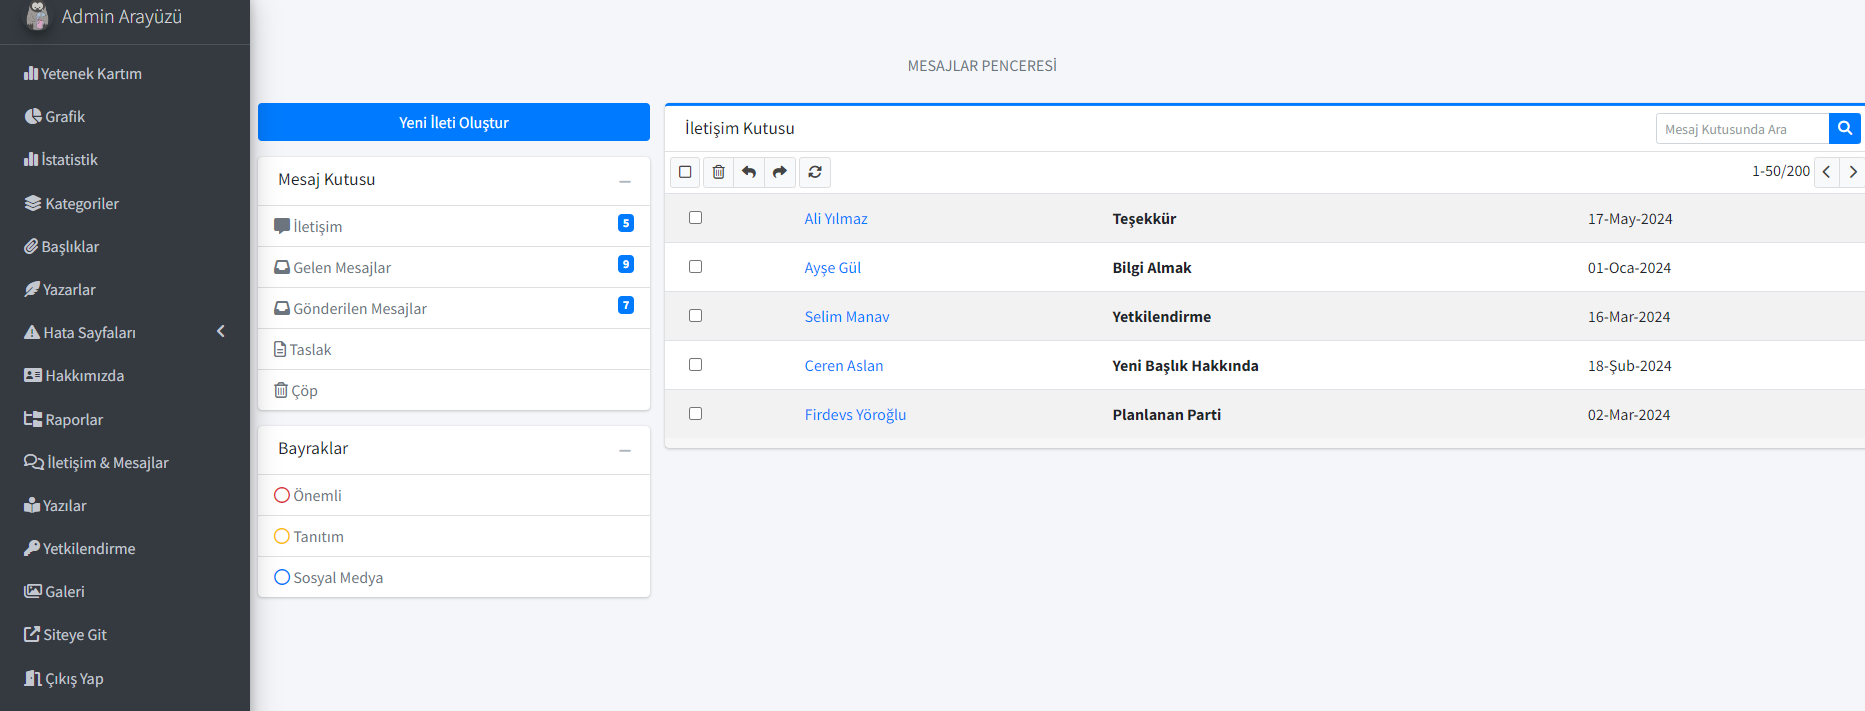 Admin Arayüzü
Yetenek Kartım
Grafik
İstatistik
Kategoriler
Başlıklar
Yazarlar
Hata Sayfaları
Hakkımızda
Raporlar
İletişim & Mesajlar
Yazılar
Yetkilendirme
Galeri
Siteye Git
Çıkış Yap
MESAJLAR PENCERESİ
Yeni İleti Oluştur
Mesaj Kutusu
İletişim 5
Gelen Mesajlar 9
Gönderilen Mesajlar 7
Taslak
Çöp
Bayraklar
Önemli
Tanıtım
Sosyal Medya
İletişim Kutusu
Mesaj Kutusunda Ara
1-50/200
Ali Yılmaz Teşekkür 17-May-2024
Ayşe Gül Bilgi Almak 01-Oca-2024
Selim Manav Yetkilendirme 16-Mar-2024
Ceren Aslan Yeni Başlık Hakkında 18-Şub-2024
Firdevs Yöroğlu Planlanan Parti 02-Mar-2024